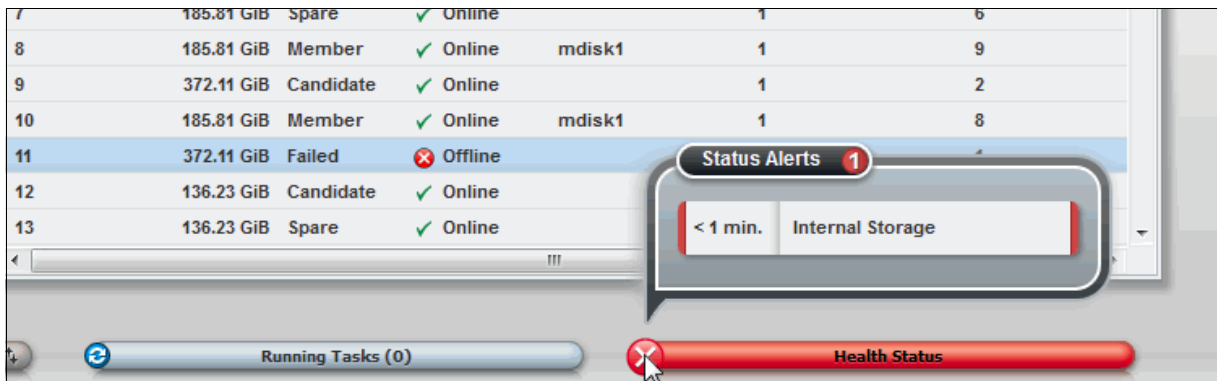 7 185.81 GiB Spare Online 1 6
8 185.81 GiB Member Online mdisk1 1 9
9 372.11 GiB Candidate Online 1 2
10 185.81 GiB Member Online mdisk1 1 8
11 372.11 GiB Failed Offline
Status Alerts 1
12 136.23 GiB Candidate Online
13 136.23 GiB Spare Online
< 1 min. Internal Storage
Running Tasks (0)
Health Status